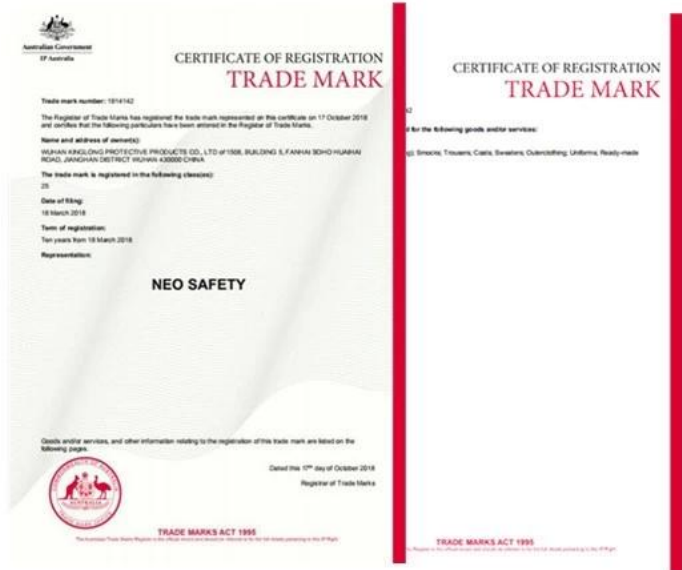 Australian Government
IP Australia
CERTIFICATE OF REGISTRATION
TRADE MARK
Trade mark number: 1914142
The Registrar of Trade Marks has registered the trade mark represented on this certificate on 17 October 2018
and certifies that the following particulars have been entered in the Register of Trade Marks.
Name and address of owner(s):
WUHAN KINGLONG PROTECTIVE PRODUCTS CO., LTD of 1508, BUILDING 5, FANHAI SOHO HUAIHAI
ROAD, JIANGHAN DISTRICT WUHAN 430000 CHINA
The trade mark is registered in the following class(es):
25
Date of filing:
18 March 2018
Term of registration:
Ten years from 18 March 2018
Representation:
NEO SAFETY
Goods and/or services, and other information relating to the registration of this trade mark are listed on the
following pages.
Dated this 17th day of October 2018
Registrar of Trade Marks
AUSTRALIA
TRADE MARKS ACT 1995
CERTIFICATE OF REGISTRATION
TRADE MARK
for the following goods and/or services:
Smocks; Trousers; Coats; Sweaters; Outerclothing; Uniforms; Ready-made
TRADE MARKS ACT 1995